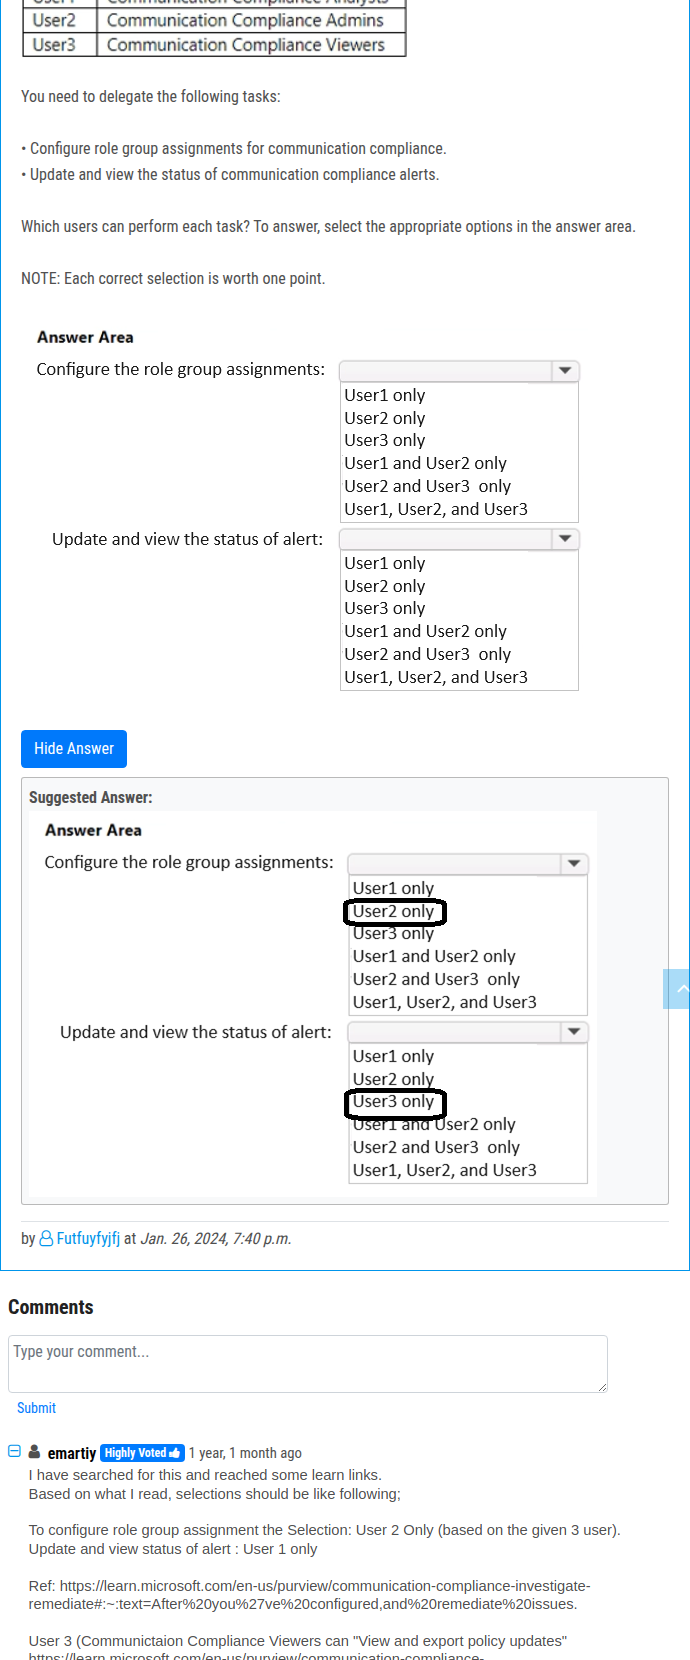 User1 Communication Compliance Analysts
User2 Communication Compliance Admins
User3 Communication Compliance Viewers
You need to delegate the following tasks:
• Configure role group assignments for communication compliance.
• Update and view the status of communication compliance alerts.
Which users can perform each task? To answer, select the appropriate options in the answer area.
NOTE: Each correct selection is worth one point.
Answer Area
Configure the role group assignments:
User1 only
User2 only
User3 only
User1 and User2 only
User2 and User3  only
User1, User2, and User3
Update and view the status of alert:
User1 only
User2 only
User3 only
User1 and User2 only
User2 and User3  only
User1, User2, and User3
Hide Answer
Suggested Answer:
Answer Area
Configure the role group assignments:
User1 only
User2 only
User3 only
User1 and User2 only
User2 and User3  only
User1, User2, and User3
Update and view the status of alert:
User1 only
User2 only
User3 only
User1 and User2 only
User2 and User3  only
User1, User2, and User3
by Futfuyfyjfj at Jan. 26, 2024, 7:40 p.m.
Comments
Type your comment...
Submit
emartiy Highly Voted 1 year, 1 month ago
I have searched for this and reached some learn links.
Based on what I read, selections should be like following;
To configure role group assignment the Selection: User 2 Only (based on the given 3 user).
Update and view status of alert : User 1 only
Ref: https://learn.microsoft.com/en-us/purview/communication-compliance-investigate-
remediate#:~:text=After%20you%27ve%20configured,and%20remediate%20issues.
User 3 (Communictaion Compliance Viewers can "View and export policy updates"
https://learn.microsoft.com/en-us/purview/communication-compliance-